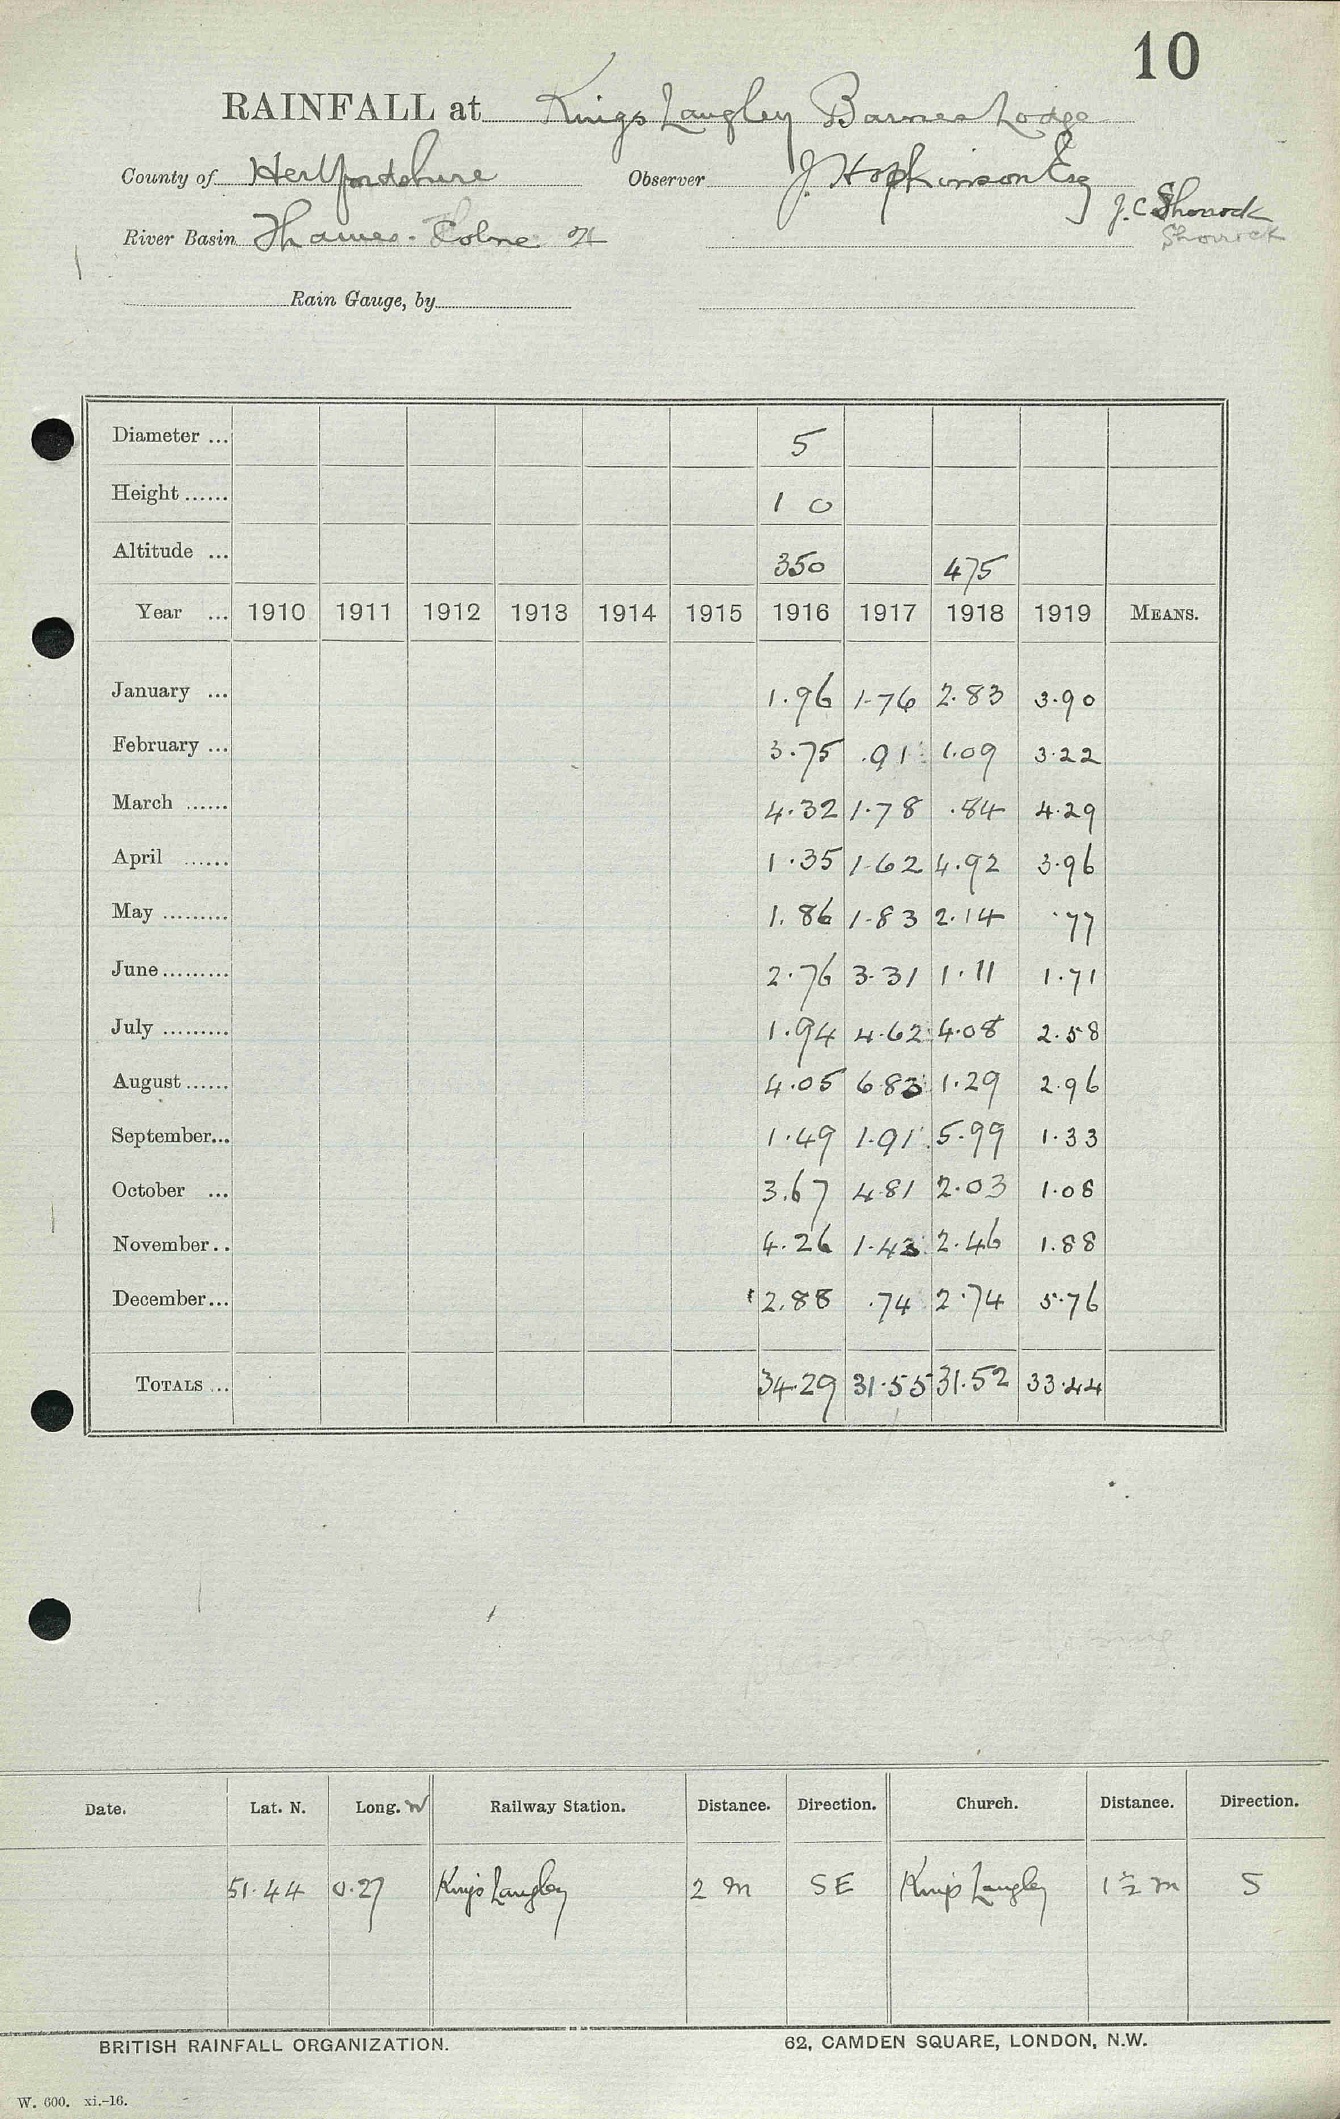 10
RAINFALL at Kings Langley Barnes Lodge
County of Hertfordshire Observer J. Hopkinson Esq
J. C. Shorrock
River Basin Thames - Colne
Shorrock
Rain Gauge, by
Diameter ... 5
Height ...... 1 0
Altitude ... 350 475
Year ... 1910 1911 1912 1913 1914 1915 1916 1917 1918 1919 MEANS.
January ... 1.96 1.76 2.83 3.90
February ... 3.75 .91 1.09 3.22
March ...... 4.32 1.78 .84 4.29
April ...... 1.35 1.62 4.92 3.96
May ......... 1.86 1.83 2.14 .77
June ......... 2.76 3.31 1.11 1.71
July ......... 1.94 4.62 4.08 2.58
August ...... 4.05 6.83 1.29 2.96
September... 1.49 1.91 5.99 1.33
October ... 3.67 4.81 2.03 1.08
November.. 4.26 1.43 2.46 1.88
December... 2.88 .74 2.74 5.76
TOTALS ... 34.29 31.55 31.52 33.44
Date. Lat. N. Long. W Railway Station. Distance. Direction. Church. Distance. Direction.
51.44 0.27 Kings Langley 2 m SE Kings Langley 1½ m S
BRITISH RAINFALL ORGANIZATION. 62, CAMDEN SQUARE, LONDON, N.W.
W. 600. xi.-16.